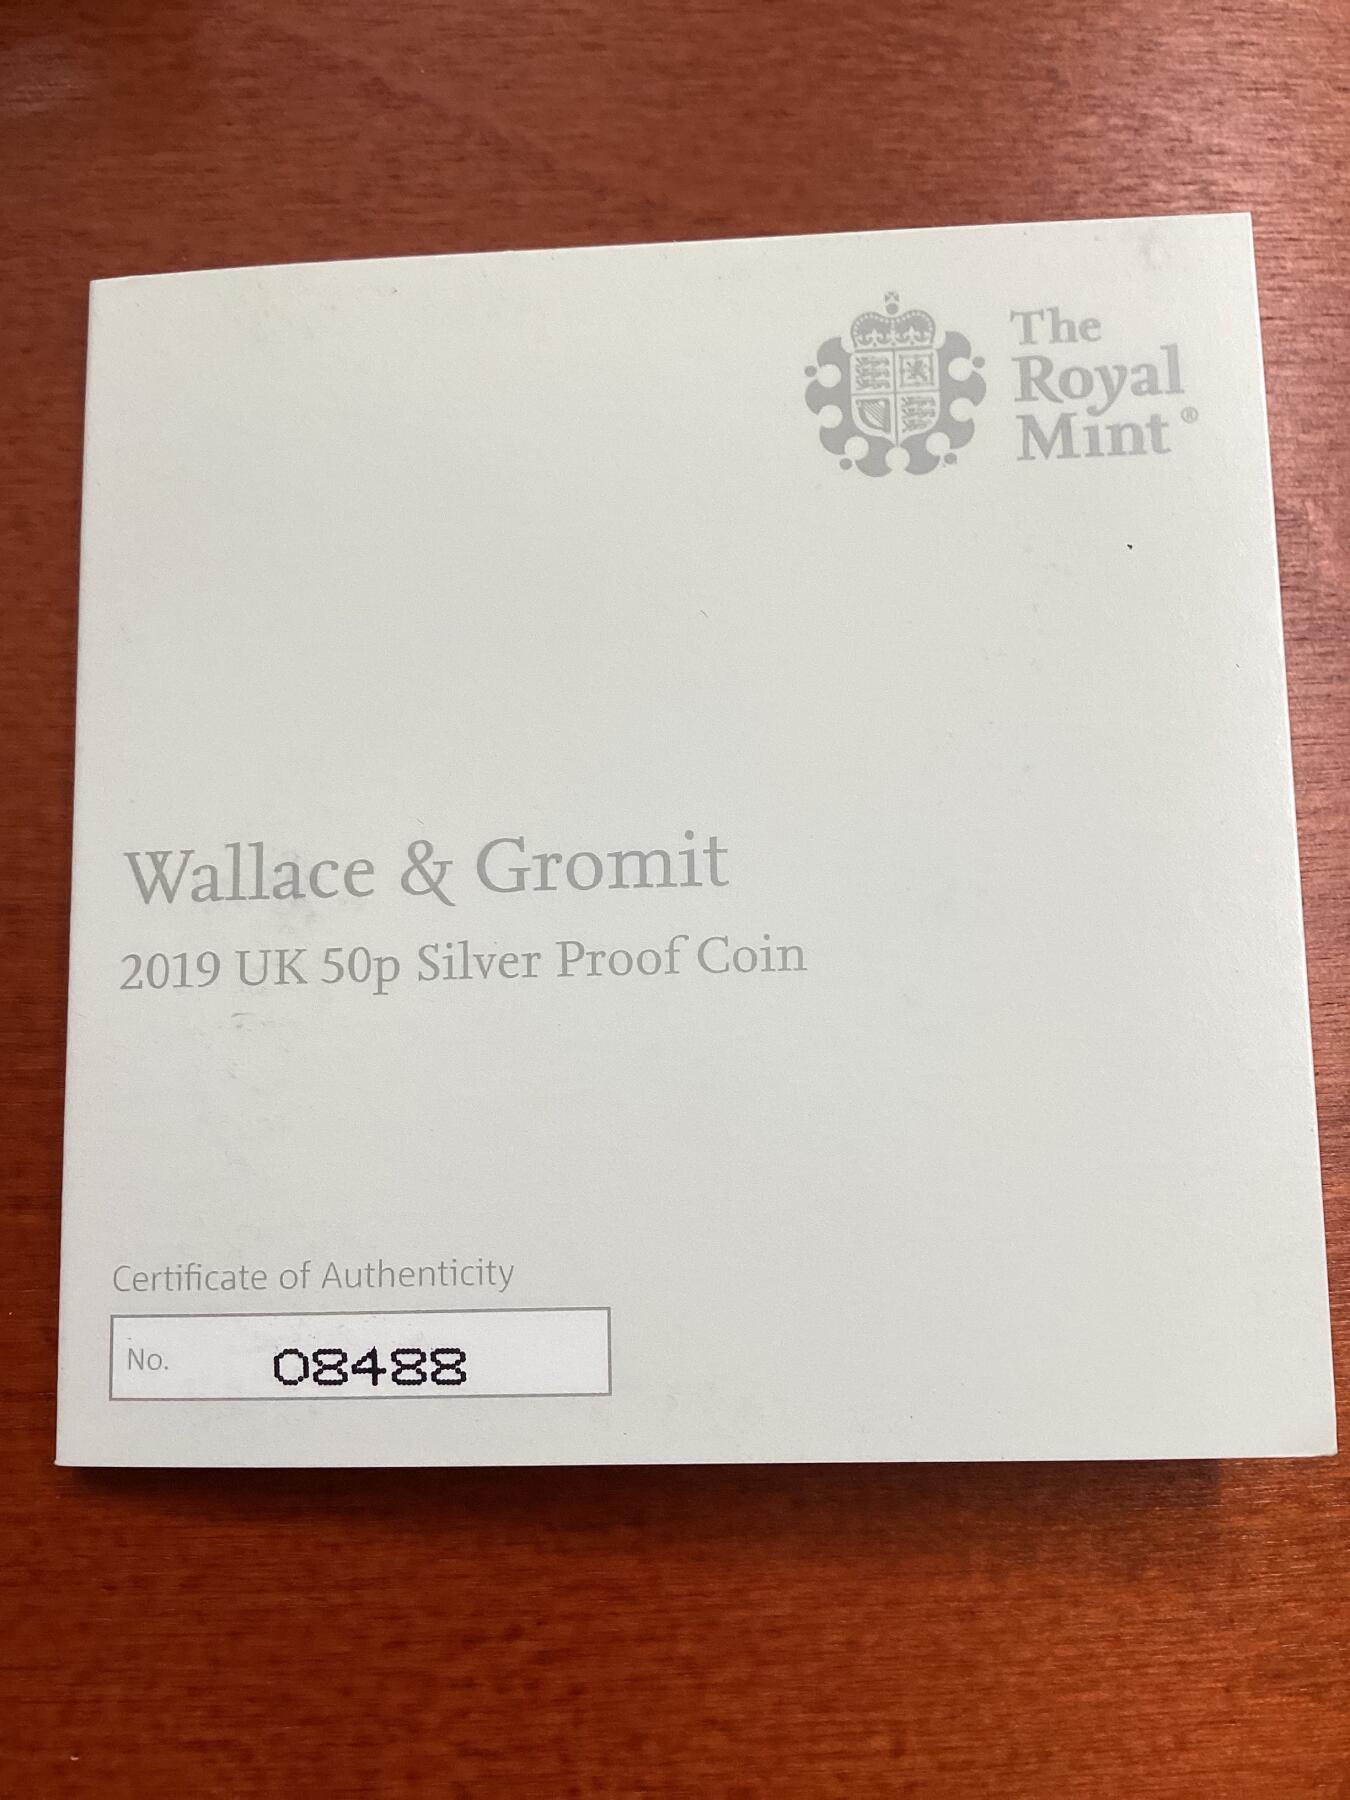 The
Royal
Mint®
Wallace & Gromit
2019 UK 50p Silver Proof Coin
Certificate of Authenticity
No. 08488